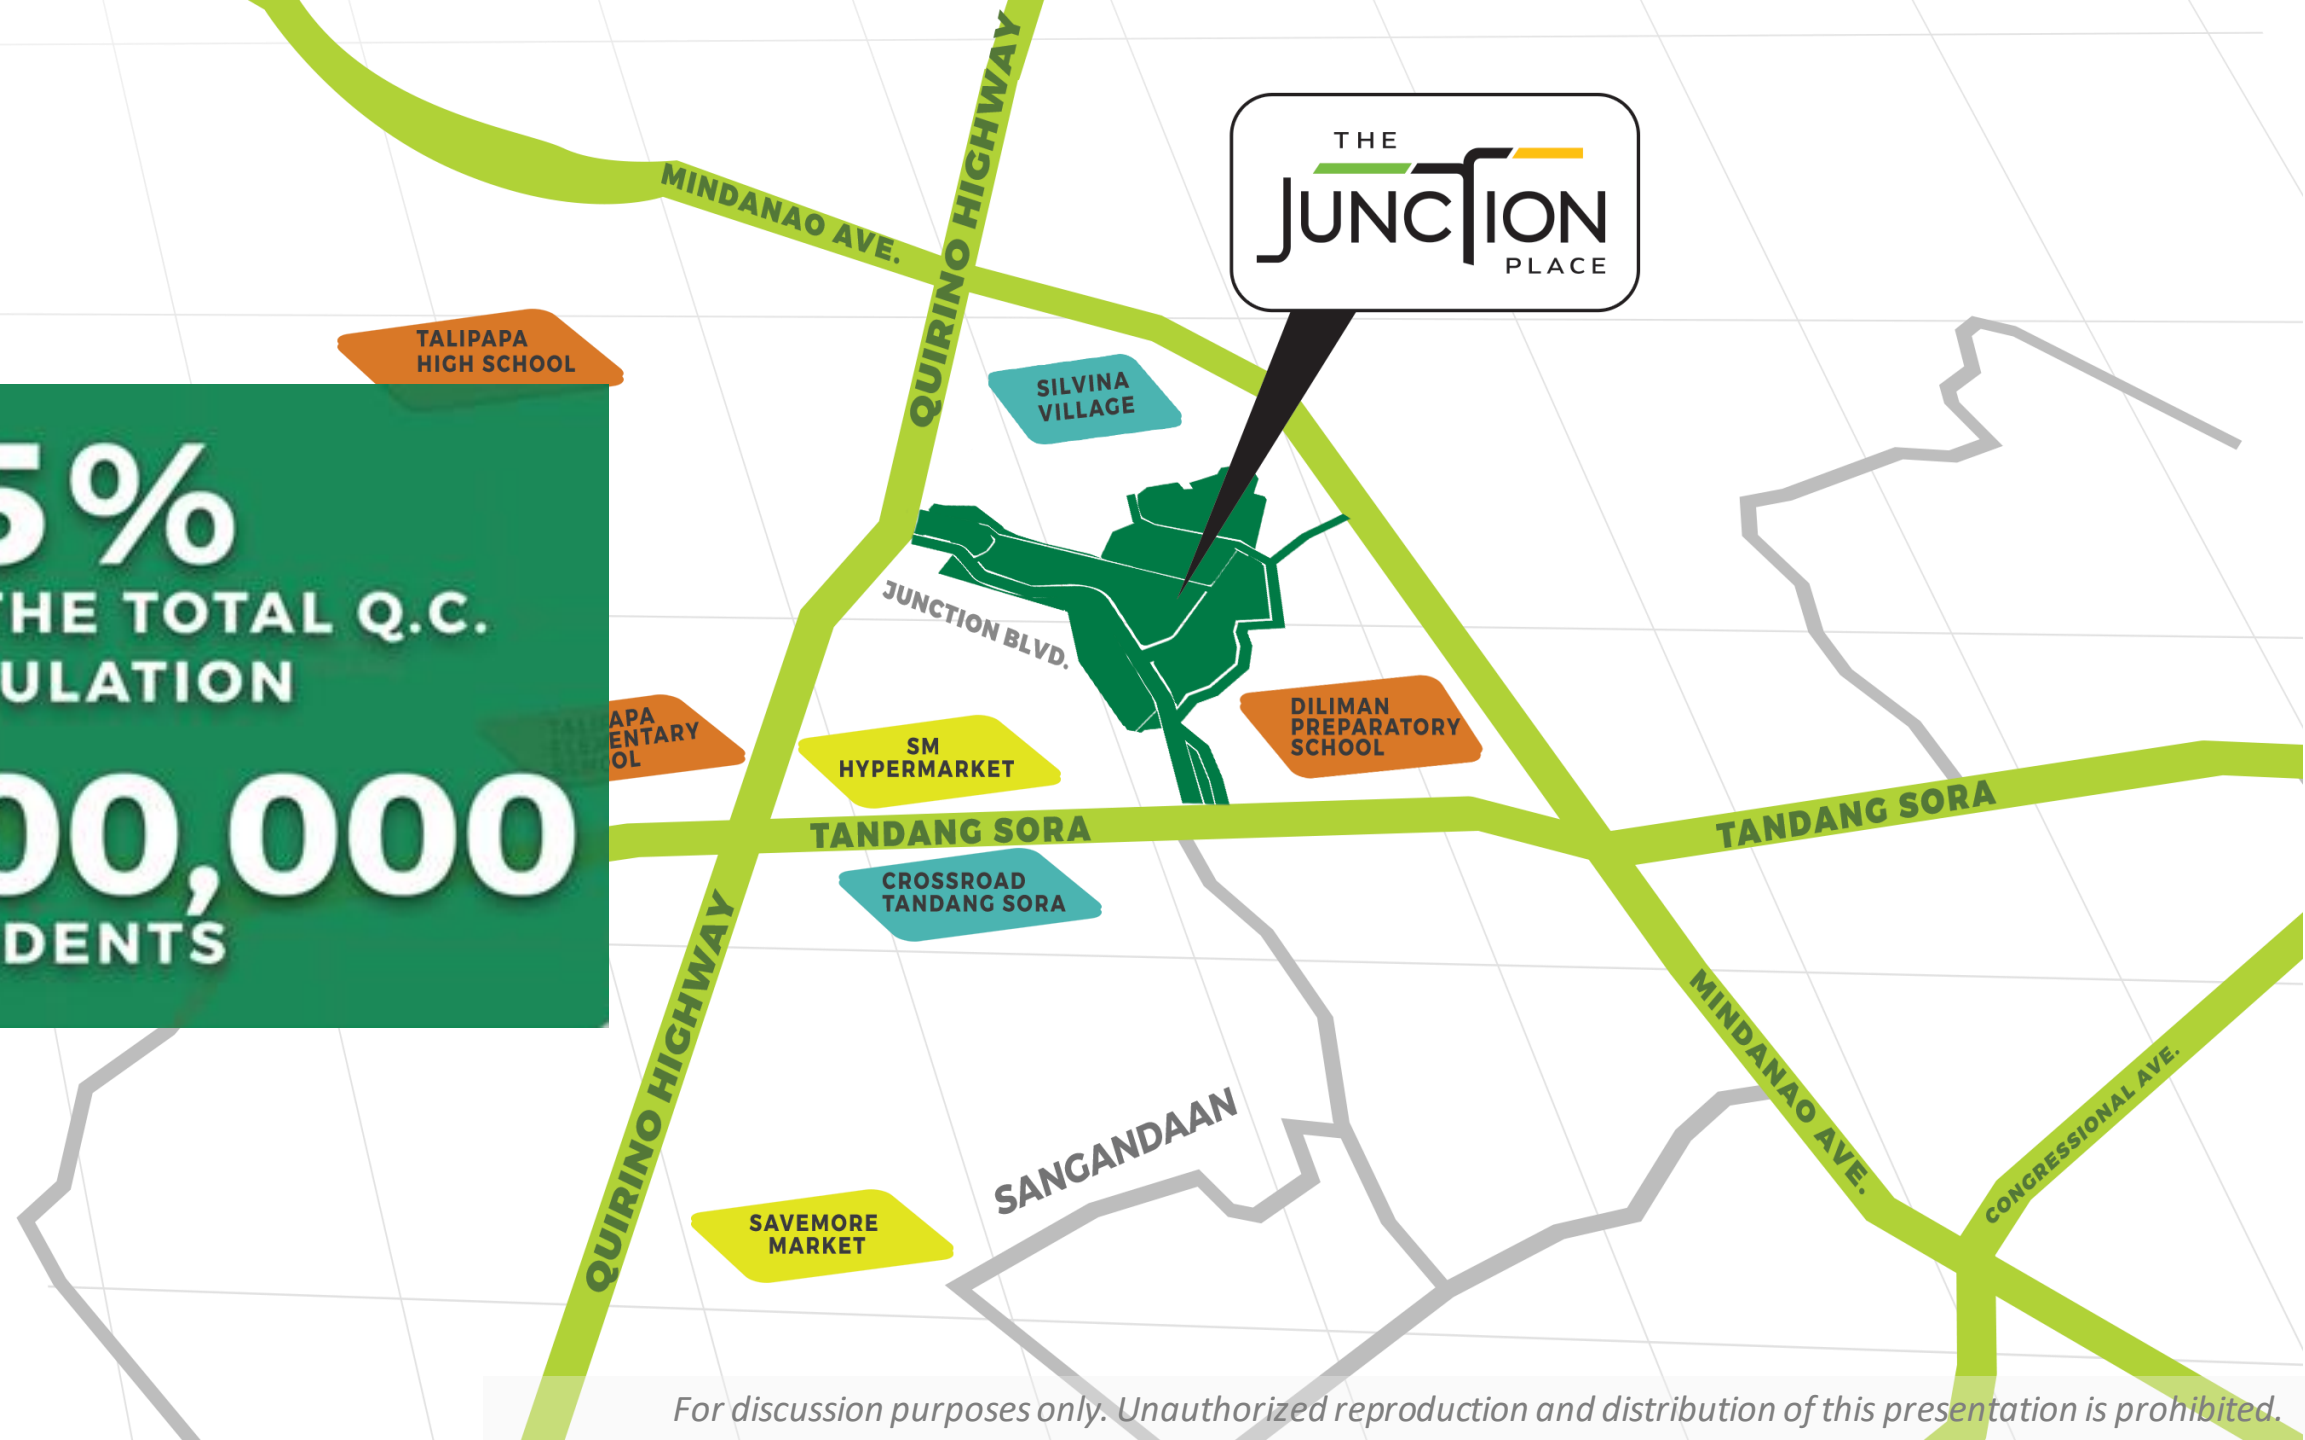 THE
JUNCTION
PLACE
QUIRINO HIGHWAY
MINDANAO AVE.
TALIPAPA
HIGH SCHOOL
SILVINA
VILLAGE
5%
THE TOTAL Q.C.
ULATION
00,000
DENTS
JUNCTION BLVD.
APA
ENTARY
OL
SM
HYPERMARKET
DILIMAN
PREPARATORY
SCHOOL
TANDANG SORA
TANDANG SORA
CROSSROAD
TANDANG SORA
QUIRINO HIGHWAY
MINDANAO AVE.
CONGRESSIONAL AVE.
SANGANDAAN
SAVEMORE
MARKET
For discussion purposes only. Unauthorized reproduction and distribution of this presentation is prohibited.